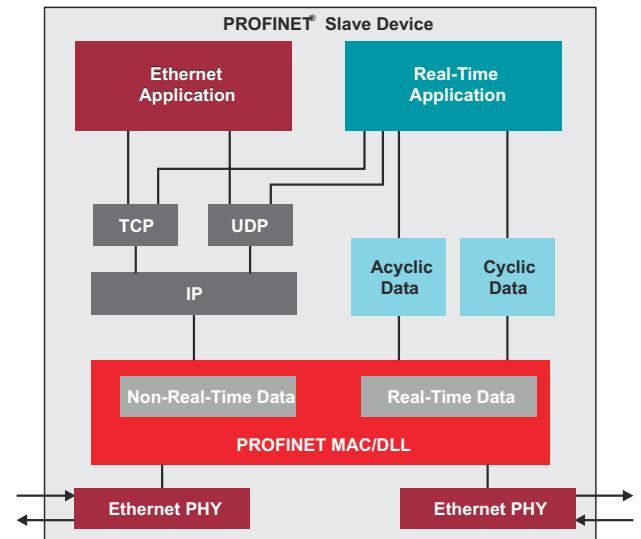 PROFINET® Slave Device
Ethernet
Application
Real-Time
Application
TCP
UDP
Acyclic
Data
Cyclic
Data
IP
Non-Real-Time Data
Real-Time Data
PROFINET MAC/DLL
Ethernet PHY
Ethernet PHY